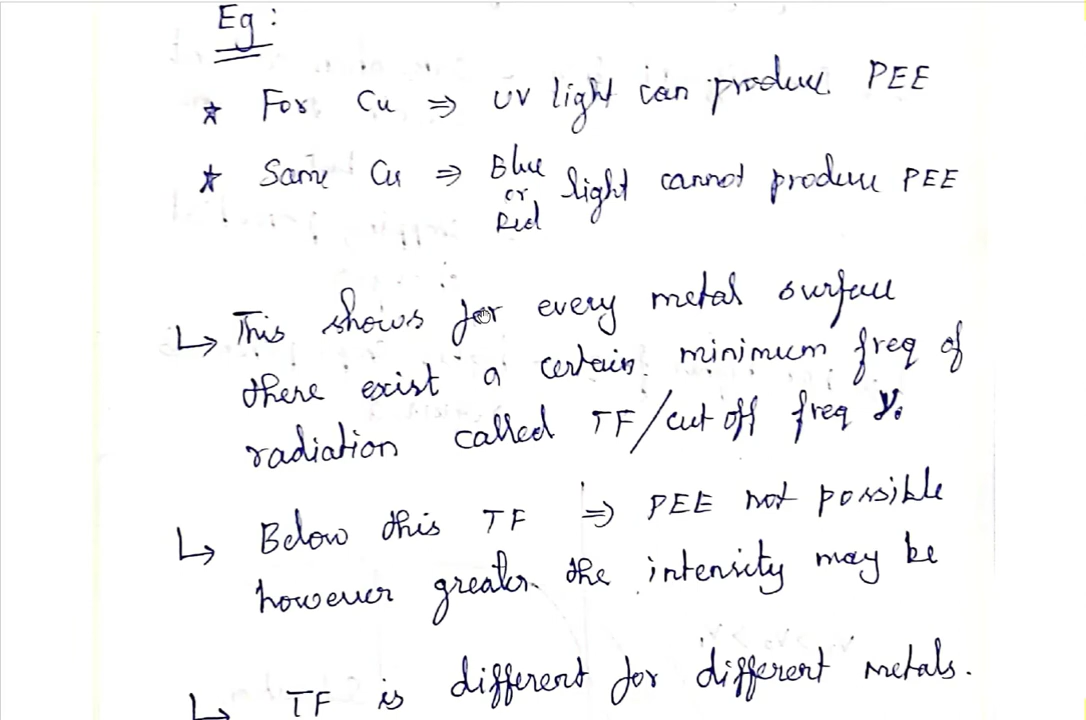 Eg :
★ For Cu ⇒ UV light can produce PEE
★ Same Cu ⇒ Blue or Red light cannot produce PEE
↳ This shows for every metal surface
there exist a certain minimum freq of
radiation called TF/cut off freq ν₀
↳ Below this TF ⇒ PEE not possible
however greater the intensity may be
↳ TF is different for different metals.